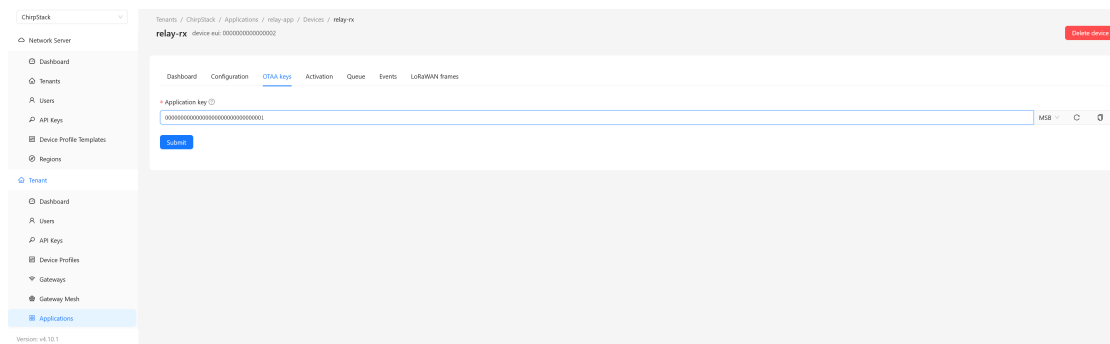 ChirpStack
Network Server
Dashboard
Tenants
Users
API Keys
Device Profile Templates
Regions
Tenant
Dashboard
Users
API Keys
Device Profiles
Gateways
Gateway Mesh
Applications
Version: v4.10.1
Tenants / ChirpStack / Applications / relay-app / Devices / relay-rx
relay-rx device eui: 0000000000000002
Delete device
Dashboard Configuration OTAA keys Activation Queue Events LoRaWAN frames
* Application key
00000000000000000000000000000001 MSB
Submit